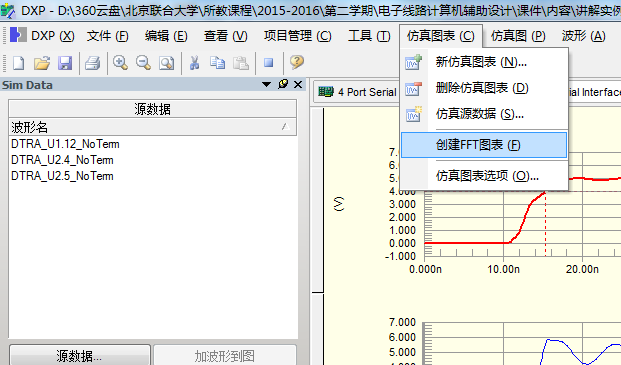 DXP - D:\360云盘\北京联合大学\所教课程\2015-2016\第二学期\电子线路计算机辅助设计\课件\内容\讲解实例
DXP (X) 文件 (F) 编辑 (E) 查看 (V) 项目管理 (C) 工具 (T) 仿真图表 (C) 仿真图 (P) 波形 (A)
新仿真图表 (N)...
删除仿真图表 (D)
仿真源数据 (S)...
创建FFT图表 (F)
仿真图表选项 (O)...
Sim Data
源数据
波形名
DTRA_U1.12_NoTerm
DTRA_U2.4_NoTerm
DTRA_U2.5_NoTerm
源数据...
加波形到图
4 Port Serial
ial Interface
(V)
7.0
6.0
5.0
4.000
3.000
2.000
1.000
0.000
-1.000
0.000n 10.00n 20.00n
7.000
6.000
5.000
4.000